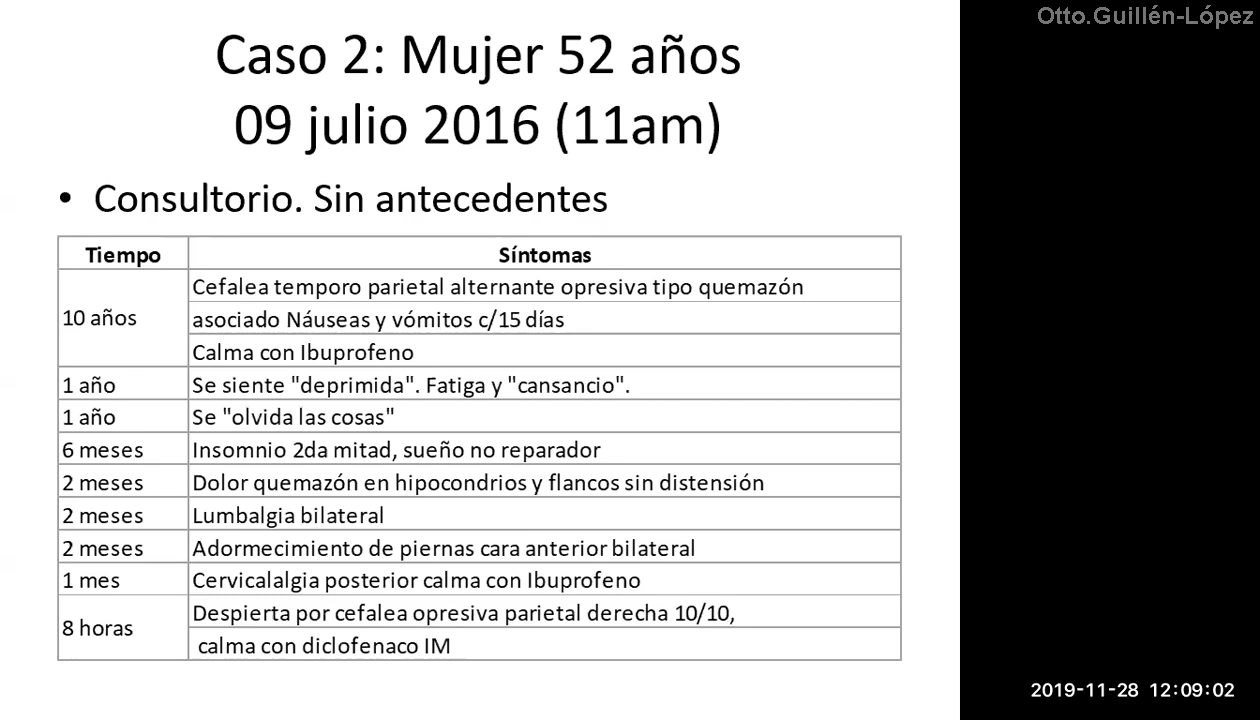 Otto.Guillén-López
Caso 2: Mujer 52 años
09 julio 2016 (11am)
• Consultorio. Sin antecedentes
Tiempo Síntomas
10 años
Cefalea temporo parietal alternante opresiva tipo quemazón
asociado Náuseas y vómitos c/15 días
Calma con Ibuprofeno
1 año Se siente "deprimida". Fatiga y "cansancio".
1 año Se "olvida las cosas"
6 meses Insomnio 2da mitad, sueño no reparador
2 meses Dolor quemazón en hipocondrios y flancos sin distensión
2 meses Lumbalgia bilateral
2 meses Adormecimiento de piernas cara anterior bilateral
1 mes Cervicalalgia posterior calma con Ibuprofeno
8 horas
Despierta por cefalea opresiva parietal derecha 10/10,
calma con diclofenaco IM
2019-11-28 12:09:02